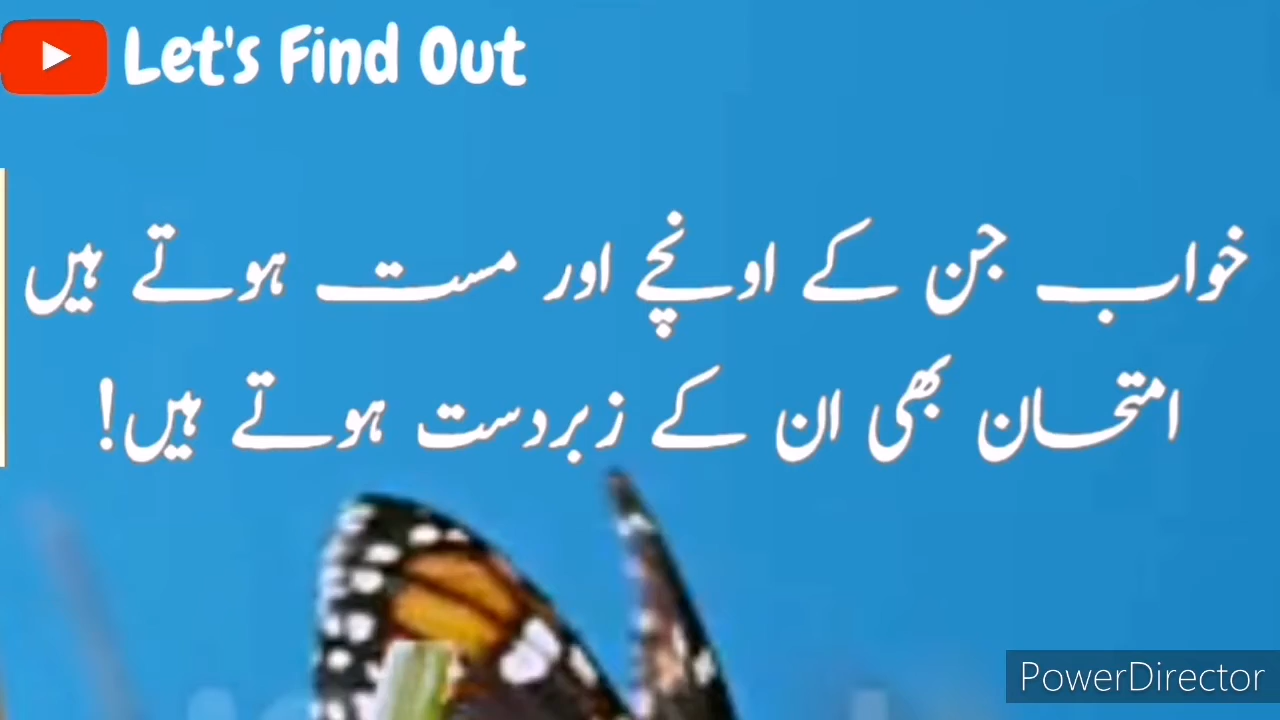 Let's Find Out
خواب جن کے اونچے اور مست ہوتے ہیں
امتحان بھی ان کے زبردست ہوتے ہیں!
PowerDirector